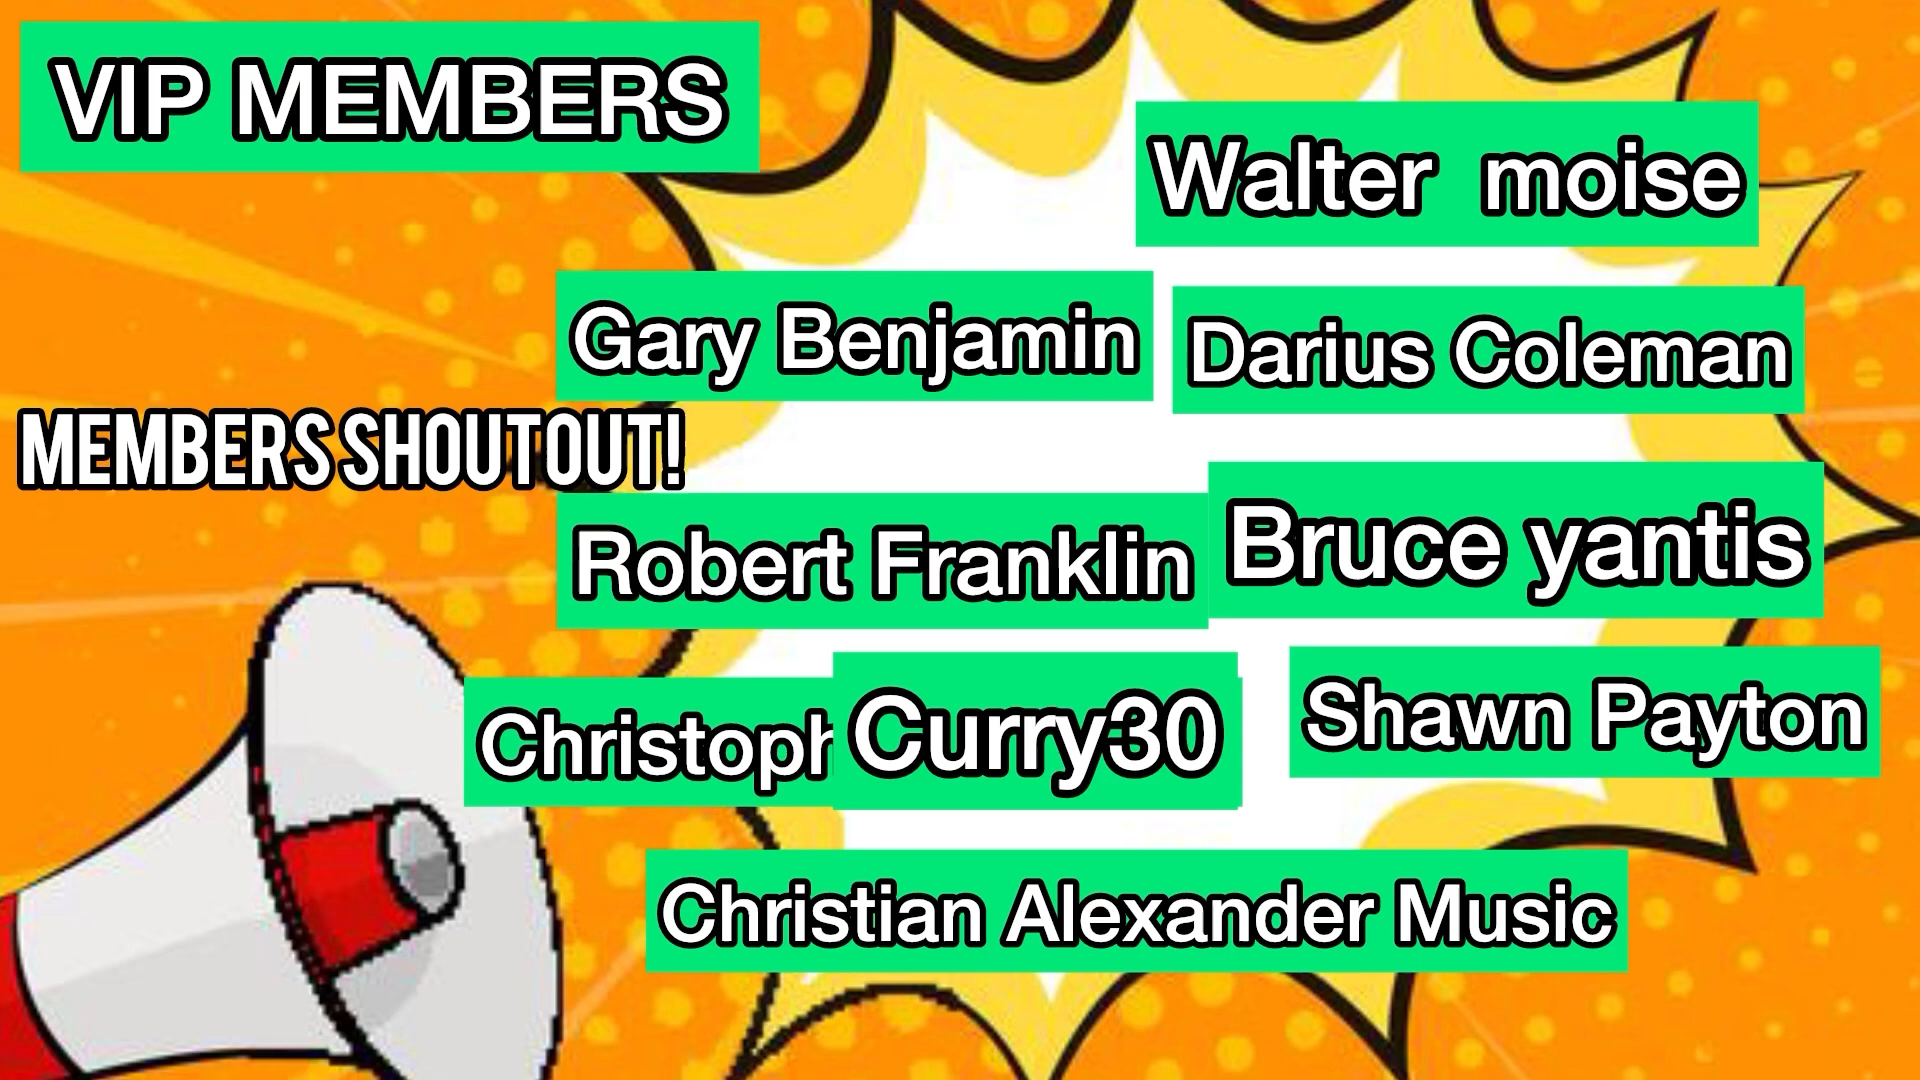 VIP MEMBERS
Walter moise
Gary Benjamin
Darius Coleman
MEMBERS SHOUTOUT!
Robert Franklin
Bruce yantis
Curry30
Shawn Payton
Christian Alexander Music